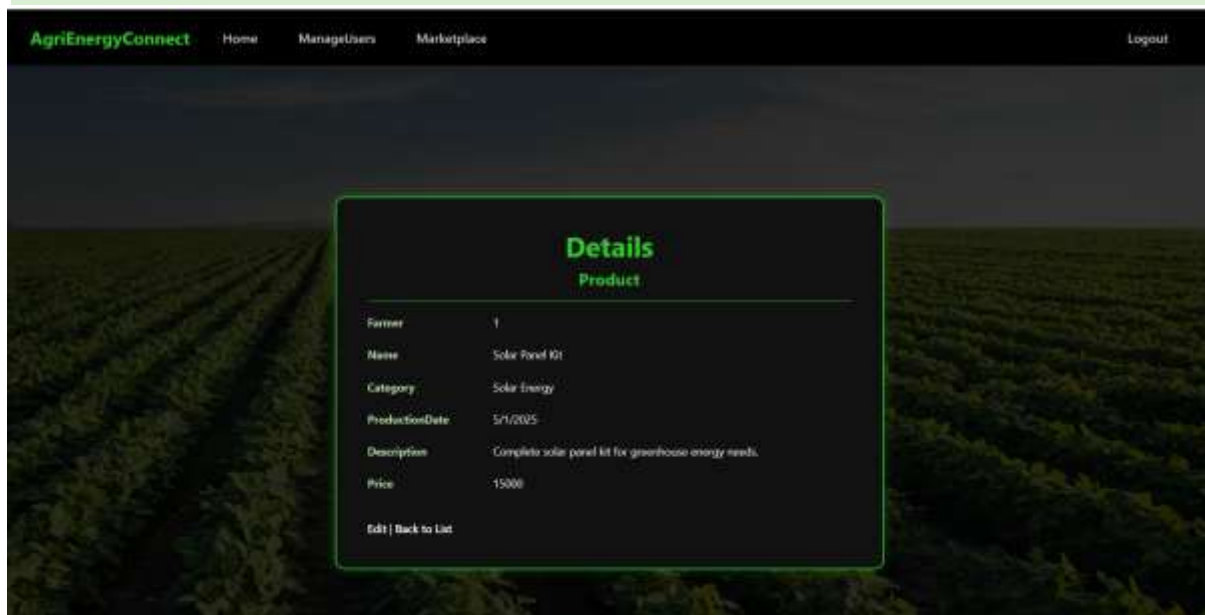 AgriEnergyConnect Home ManageUsers Marketplace Logout
Details
Product
Farmer 1
Name Solar Panel Kit
Category Solar Energy
ProductionDate 5/1/2025
Description Complete solar panel kit for greenhouse energy needs.
Price 15000
Edit | Back to List